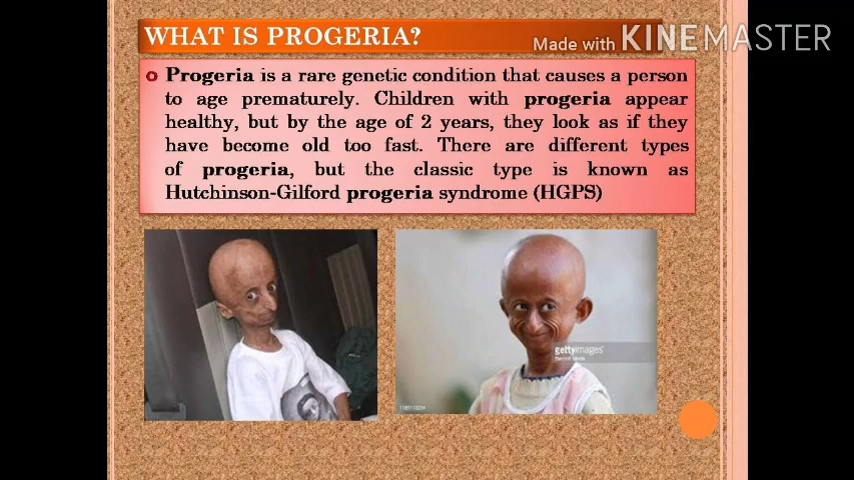 WHAT IS PROGERIA?
Made with KINEMASTER
Progeria is a rare genetic condition that causes a person
to age prematurely. Children with progeria appear
healthy, but by the age of 2 years, they look as if they
have become old too fast. There are different types
of progeria, but the classic type is known as
Hutchinson-Gilford progeria syndrome (HGPS)
gettyimages